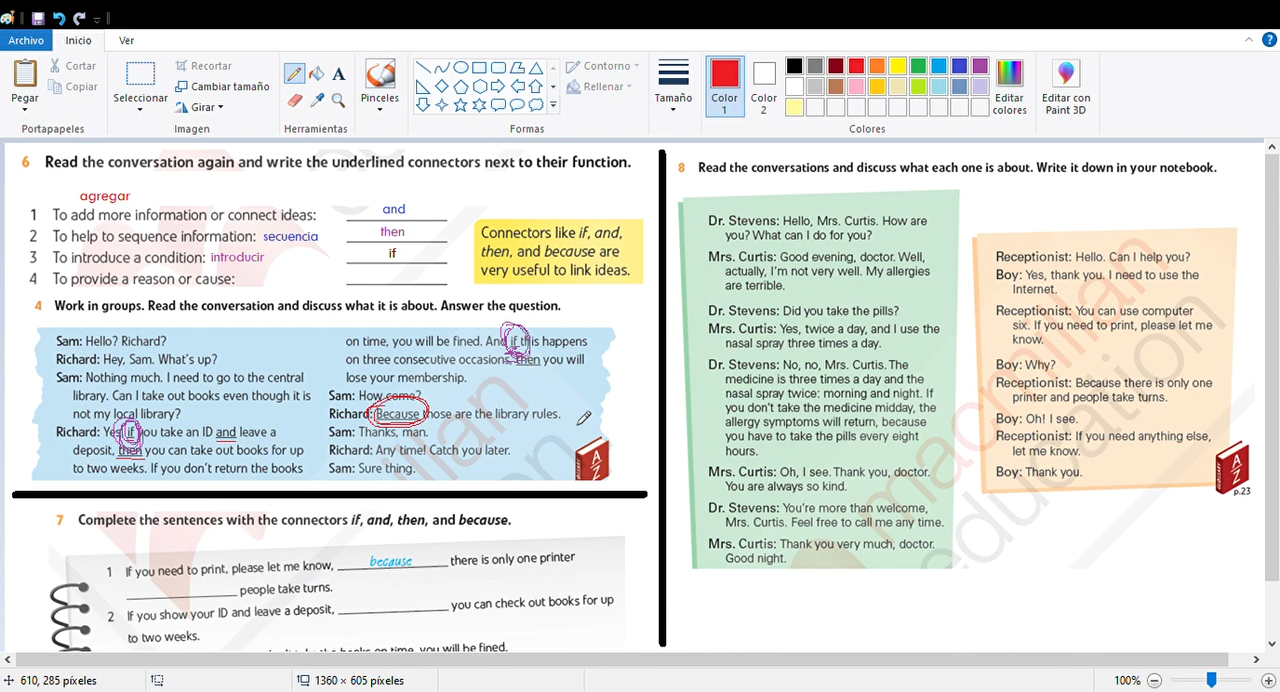 Archivo
Inicio
Ver
Pegar
Cortar
Copiar
Portapapeles
Seleccionar
Recortar
Cambiar tamaño
Girar
Imagen
A
Herramientas
Pinceles
Contorno
Rellenar
Formas
Tamaño
Color 1
Color 2
Editar colores
Colores
Editar con Paint 3D
6 Read the conversation again and write the underlined connectors next to their function.
agregar
1 To add more information or connect ideas: and
2 To help to sequence information: secuencia then
3 To introduce a condition: introducir if
4 To provide a reason or cause:
Connectors like if, and,
then, and because are
very useful to link ideas.
4 Work in groups. Read the conversation and discuss what it is about. Answer the question.
Sam: Hello? Richard?
Richard: Hey, Sam. What's up?
Sam: Nothing much. I need to go to the central
library. Can I take out books even though it is
not my local library?
Richard: Yes if you take an ID and leave a
deposit, then you can take out books for up
to two weeks. If you don't return the books
on time, you will be fined. And if this happens
on three consecutive occasions, then you will
lose your membership.
Sam: How come?
Richard: Because those are the library rules.
Sam: Thanks, man.
Richard: Any time! Catch you later.
Sam: Sure thing.
GLOSSARY
A
Z
7 Complete the sentences with the connectors if, and, then, and because.
1 If you need to print, please let me know, because there is only one printer
people take turns.
2 If you show your ID and leave a deposit, you can check out books for up
to two weeks.
the books on time, you will be fined.
8 Read the conversations and discuss what each one is about. Write it down in your notebook.
Dr. Stevens: Hello, Mrs. Curtis. How are
you? What can I do for you?
Mrs. Curtis: Good evening, doctor. Well,
actually, I'm not very well. My allergies
are terrible.
Dr. Stevens: Did you take the pills?
Mrs. Curtis: Yes, twice a day, and I use the
nasal spray three times a day.
Dr. Stevens: No, no, Mrs. Curtis. The
medicine is three times a day and the
nasal spray twice: morning and night. If
you don't take the medicine midday, the
allergy symptoms will return, because
you have to take the pills every eight
hours.
Mrs. Curtis: Oh, I see. Thank you, doctor.
You are always so kind.
Dr. Stevens: You're more than welcome,
Mrs. Curtis. Feel free to call me any time.
Mrs. Curtis: Thank you very much, doctor.
Good night.
Receptionist: Hello. Can I help you?
Boy: Yes, thank you. I need to use the
Internet.
Receptionist: You can use computer
six. If you need to print, please let me
know.
Boy: Why?
Receptionist: Because there is only one
printer and people take turns.
Boy: Oh! I see.
Receptionist: If you need anything else,
let me know.
Boy: Thank you.
GLOSSARY
A
Z
p.23
macmillan
education
610, 285 píxeles
1360 × 605 píxeles
100%